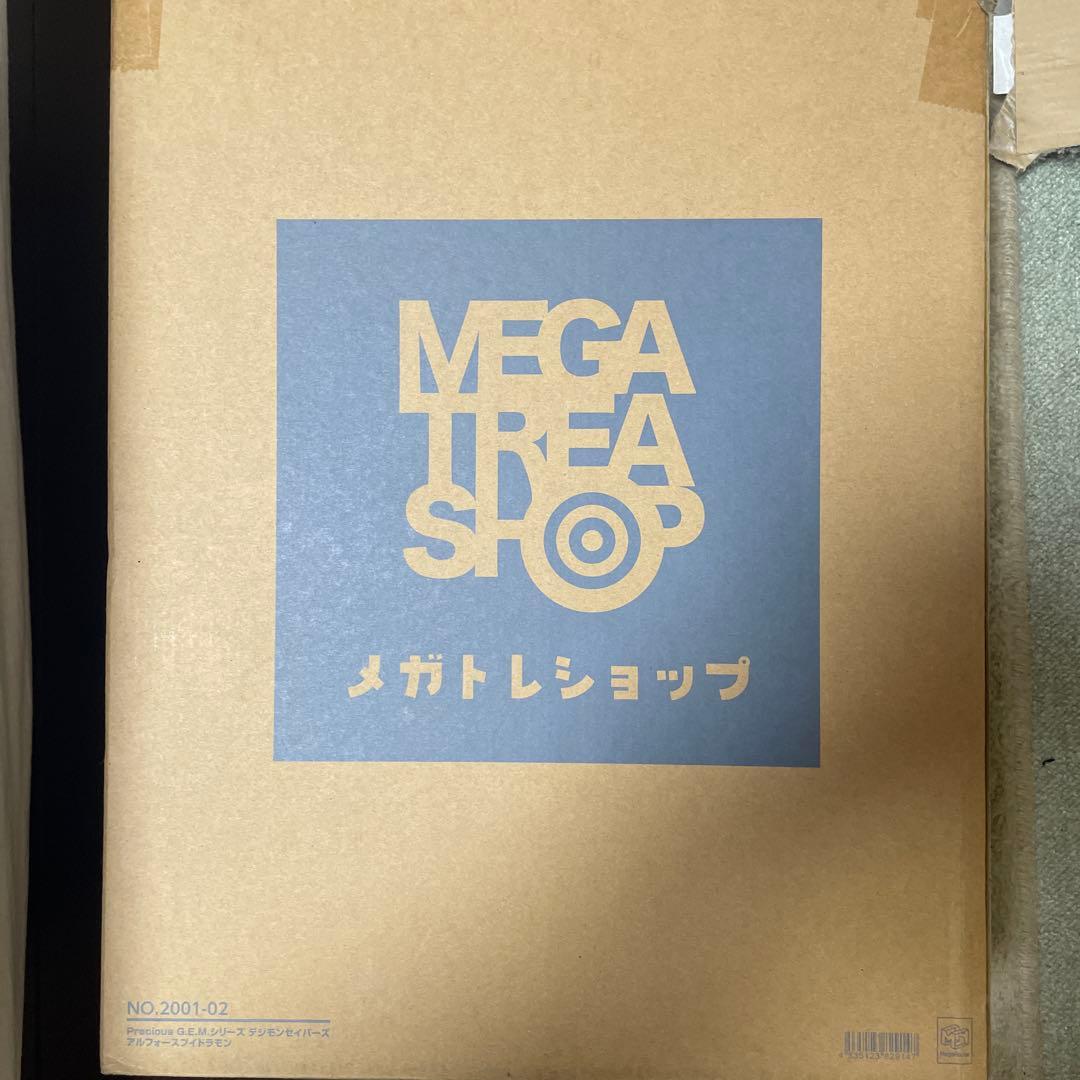 MEGA
TREA
SHOP
メガトレショップ
NO.2001-02
Precious G.E.M.シリーズ デジモンセイバーズ
アルフォースブイドラモン
MegaHouse